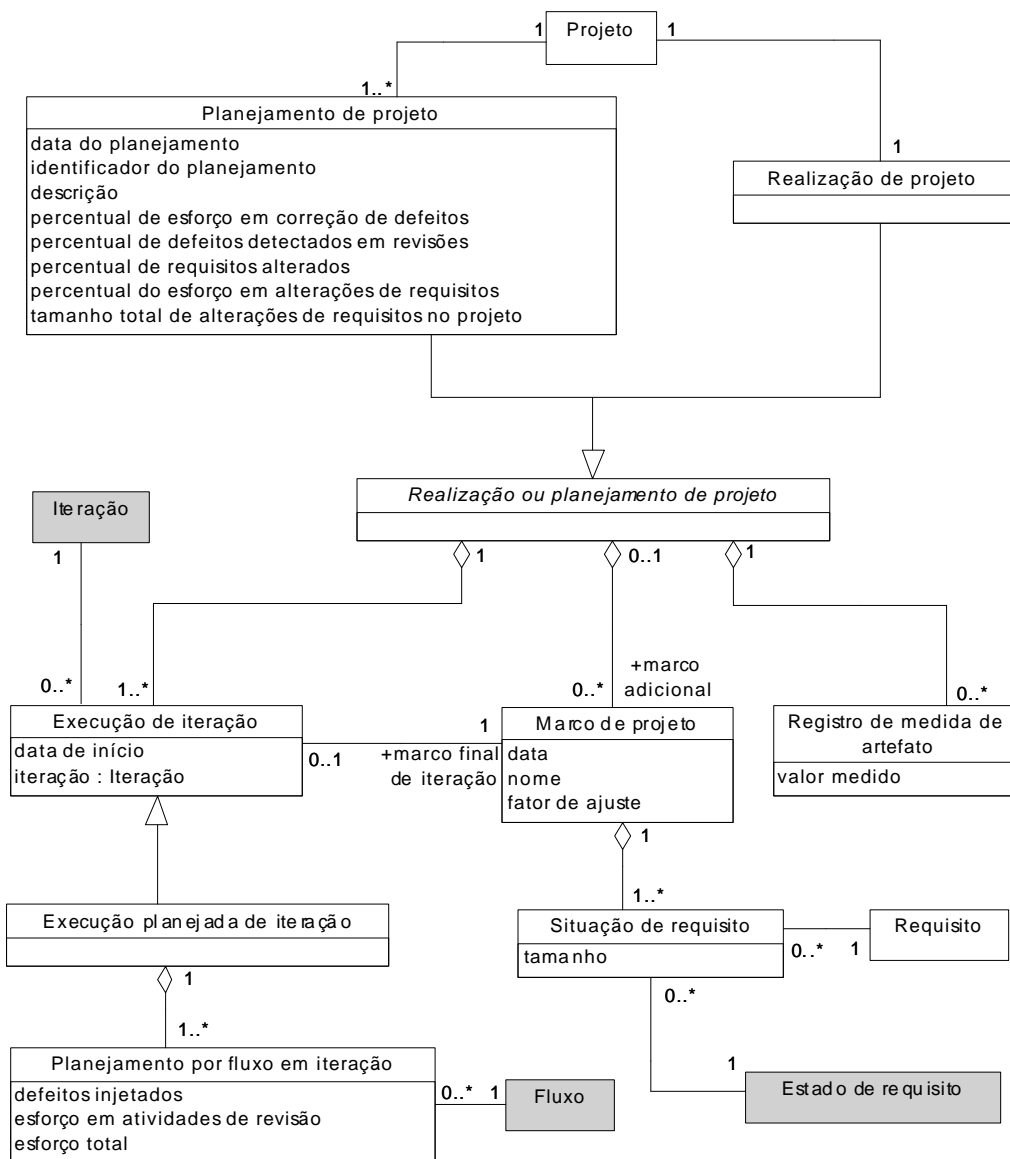 Projeto
1
1
1..*
1
Planejamento de projeto
data do planejamento
identificador do planejamento
descrição
percentual de esforço em correção de defeitos
percentual de defeitos detectados em revisões
percentual de requisitos alterados
percentual do esforço em alterações de requisitos
tamanho total de alterações de requisitos no projeto
Realização de projeto
Realização ou planejamento de projeto
1
0..1
1
Iteração
1
0..*
1..*
+marco
adicional
0..*
0..*
Execução de iteração
data de início
iteração : Iteração
0..1
1
+marco final
de iteração
Marco de projeto
data
nome
fator de ajuste
Registro de medida de
artefato
valor medido
1
1..*
Execução planejada de iteração
1
1..*
Situação de requisito
tamanho
0..*
1
Requisito
0..*
1
Estado de requisito
Planejamento por fluxo em iteração
defeitos injetados
esforço em atividades de revisão
esforço total
0..*
1
Fluxo